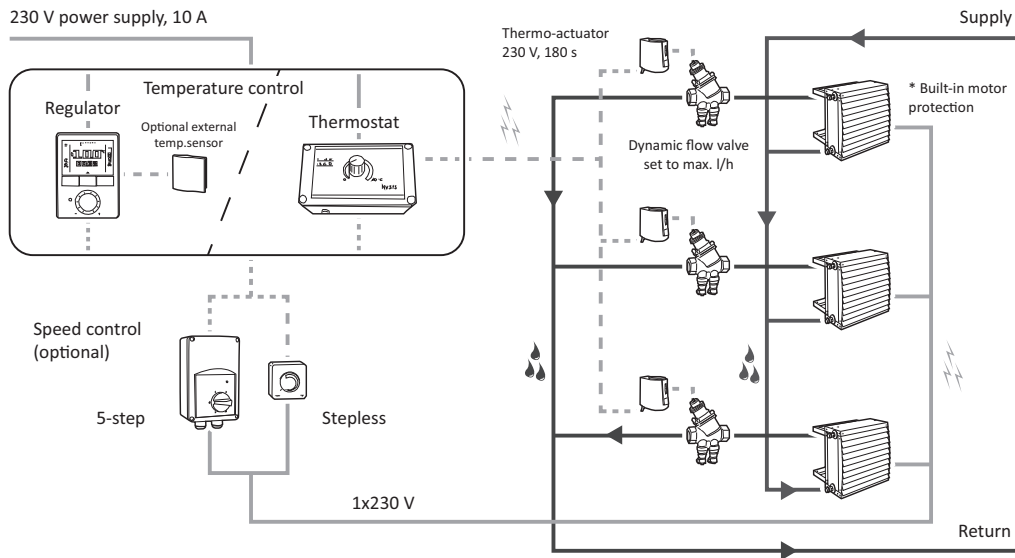 230 V power supply, 10 A
Temperature control
Regulator
Optional external
temp.sensor
Thermostat
Thermo-actuator
230 V, 180 s
Supply
* Built-in motor
protection
Dynamic flow valve
set to max. l/h
Speed control
(optional)
5-step
Stepless
1x230 V
Return